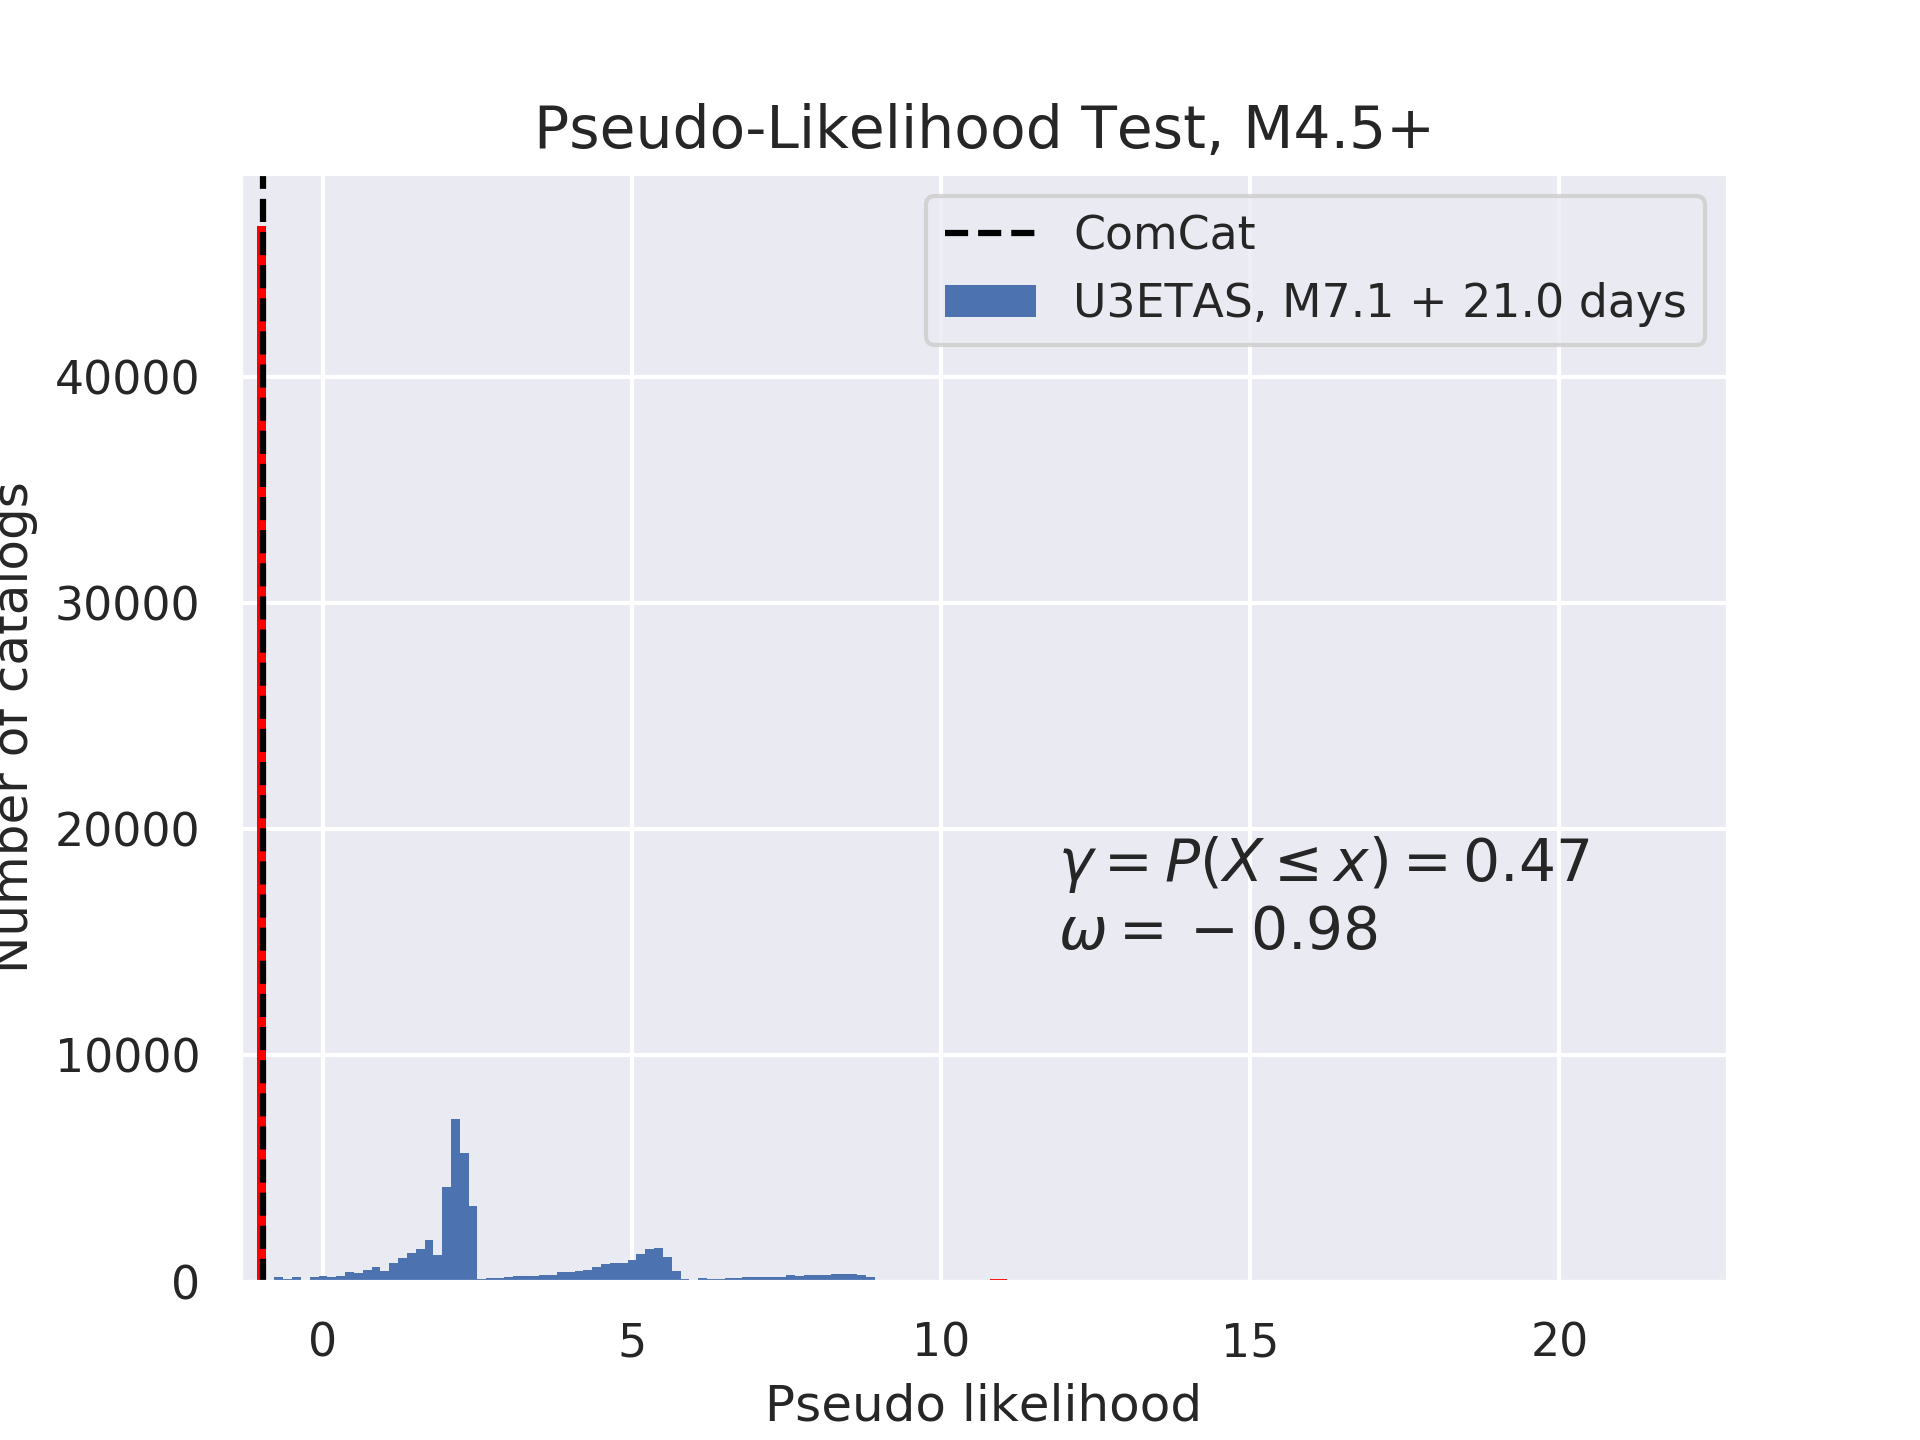 Pseudo-Likelihood Test, M4.5+
ComCat
U3ETAS, M7.1 + 21.0 days
Number of catalogs
40000
30000
20000
10000
0
γ = P(X ≤ x) = 0.47
ω = − 0.98
0 5 10 15 20
Pseudo likelihood